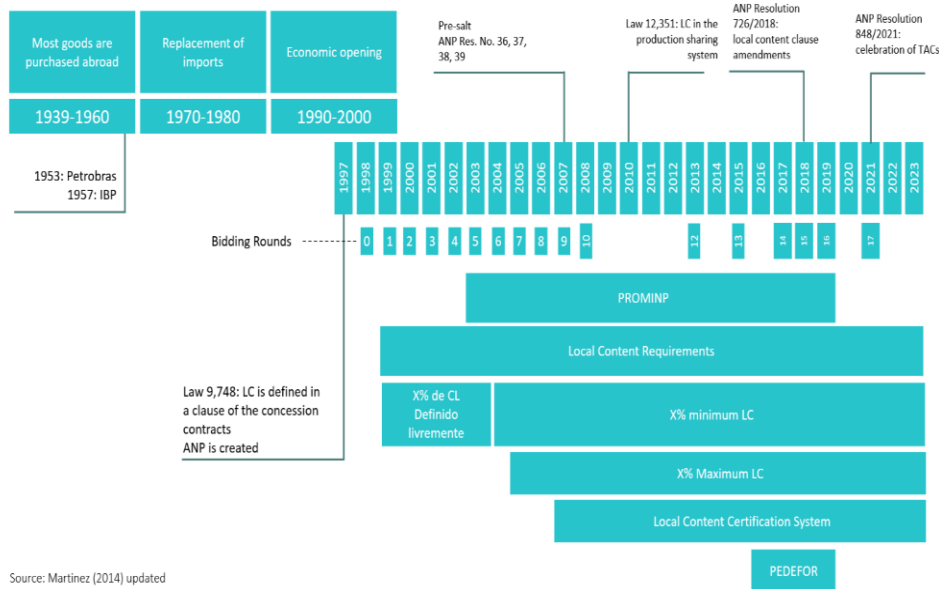 Most goods are
purchased abroad
Replacement of
imports
Economic opening
1939-1960
1970-1980
1990-2000
1953: Petrobras
1957: IBP
Pre-salt
ANP Res. No. 36, 37,
38, 39
Law 12,351: LC in the
production sharing
system
ANP Resolution
726/2018:
local content clause
amendments
ANP Resolution
848/2021:
celebration of TACs
1997
1998
1999
2000
2001
2002
2003
2004
2005
2006
2007
2008
2009
2010
2011
2012
2013
2014
2015
2016
2017
2018
2019
2020
2021
2022
2023
Bidding Rounds
0
1
2
3
4
5
6
7
8
9
10
12
13
14
15
16
17
PROMINP
Local Content Requirements
Law 9,748: LC is defined in
a clause of the concession
contracts
ANP is created
X% de CL
Definido
livremente
X% minimum LC
X% Maximum LC
Local Content Certification System
PEDEFOR
Source: Martinez (2014) updated